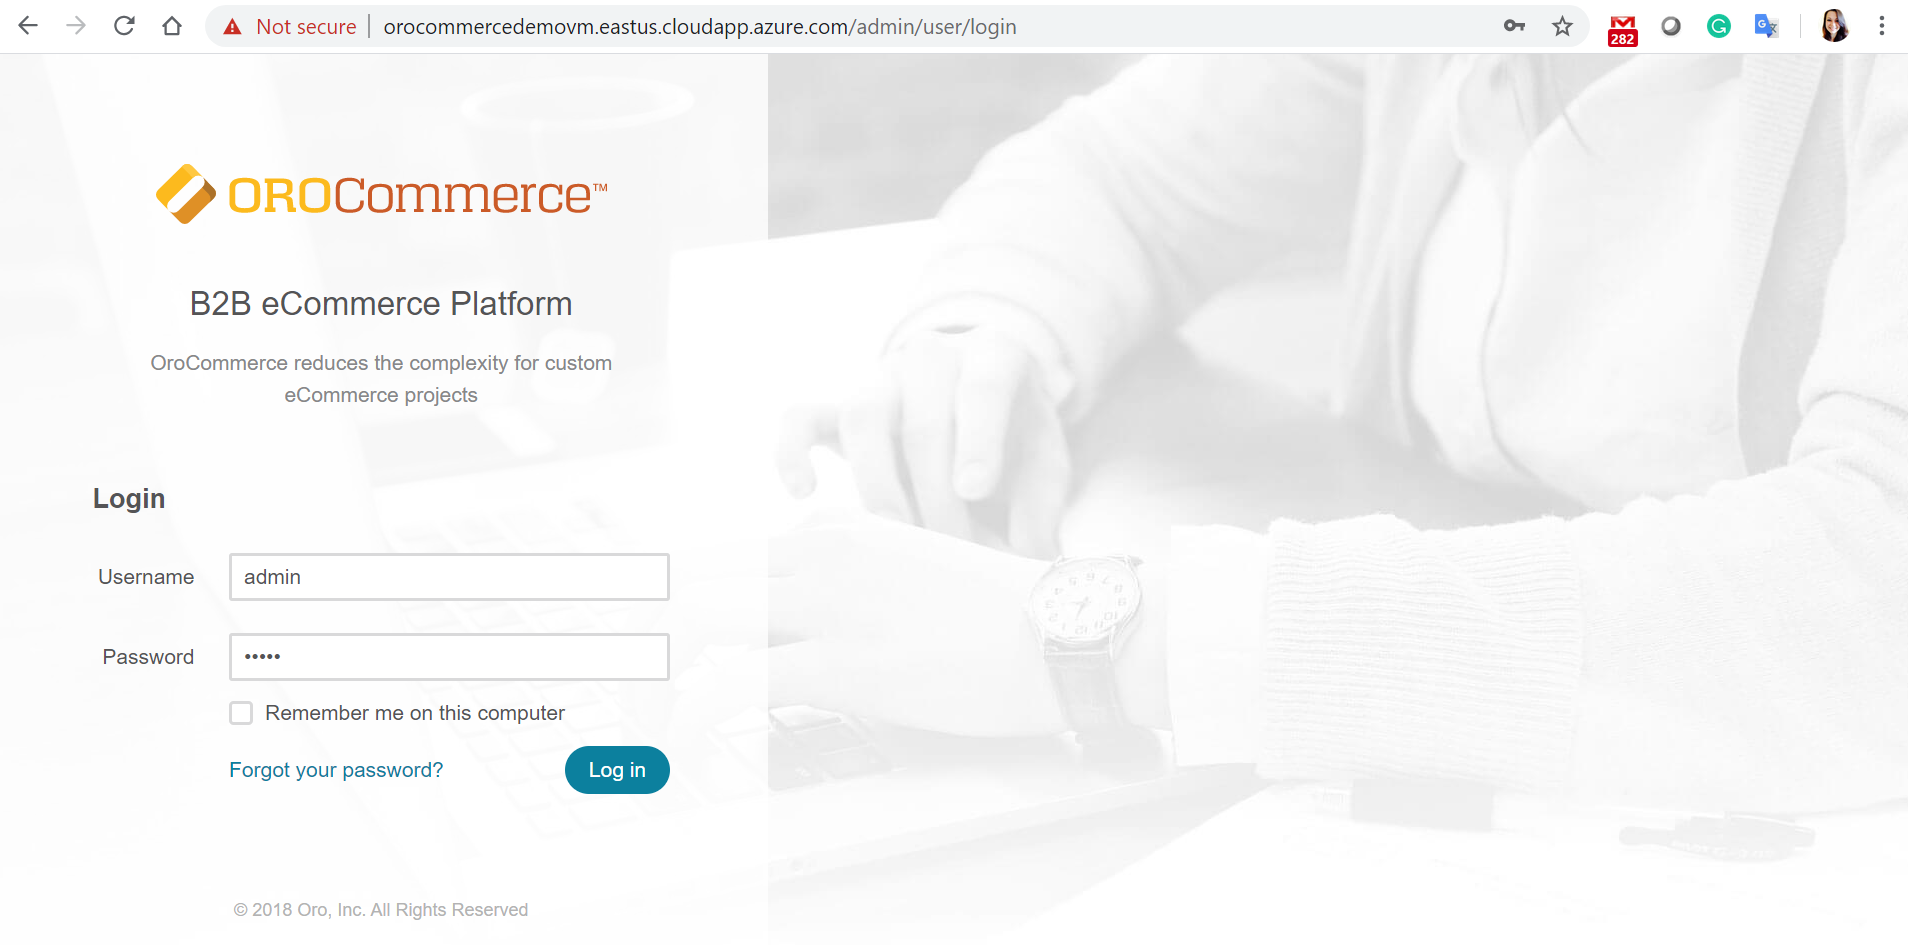 Not secure
orocommercedemovm.eastus.cloudapp.azure.com/admin/user/login
282
OROCommerce™
B2B eCommerce Platform
OroCommerce reduces the complexity for custom
eCommerce projects
Login
Username
admin
Password
•••••
Remember me on this computer
Forgot your password?
Log in
© 2018 Oro, Inc. All Rights Reserved